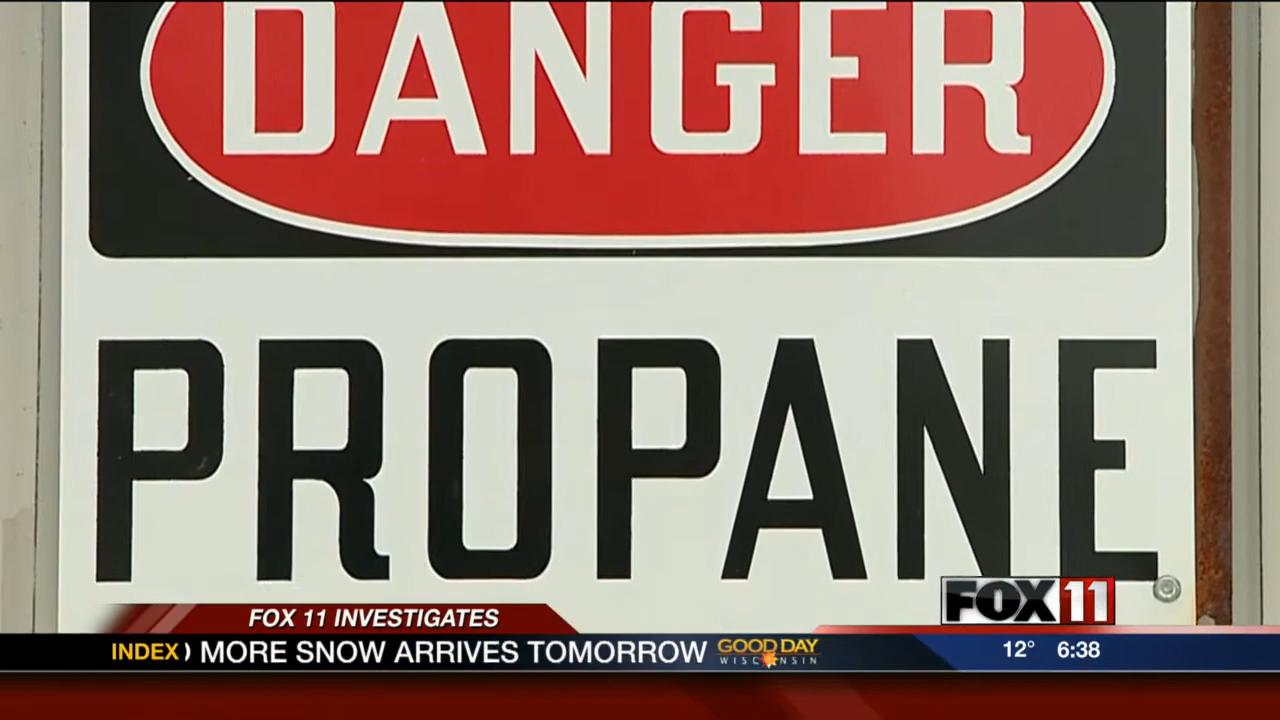 DANGER
PROPANE
FOX 11
FOX 11 INVESTIGATES
INDEX) MORE SNOW ARRIVES TOMORROW GOOD DAY WISCONSIN 12° 6:38